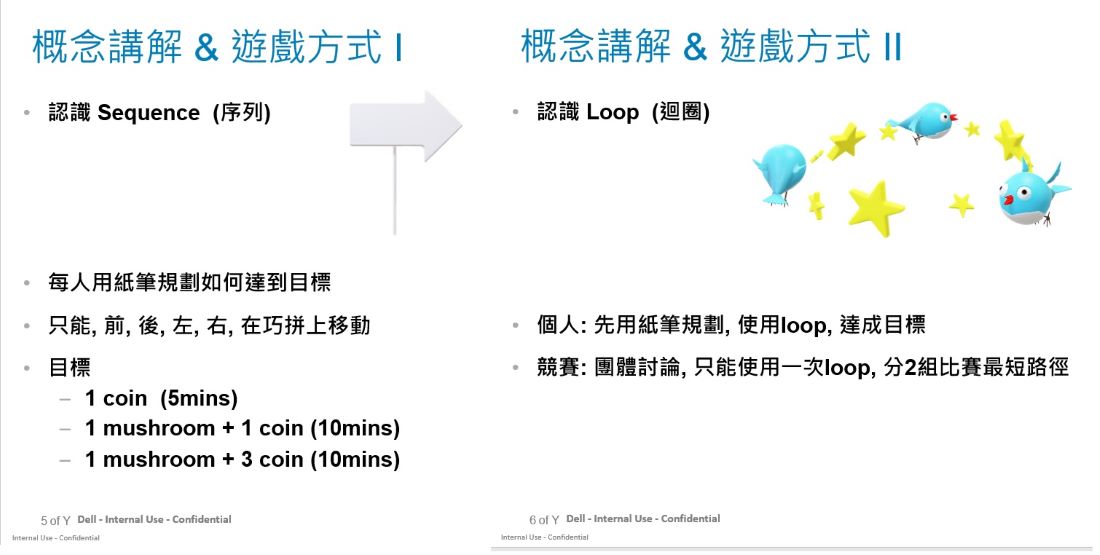 概念講解 & 遊戲方式 I
• 認識 Sequence (序列)
• 每人用紙筆規劃如何達到目標
• 只能, 前, 後, 左, 右, 在巧拼上移動
• 目標
– 1 coin (5mins)
– 1 mushroom + 1 coin (10mins)
– 1 mushroom + 3 coin (10mins)
5 of Y Dell - Internal Use - Confidential
Internal Use - Confidential
概念講解 & 遊戲方式 II
• 認識 Loop (迴圈)
• 個人: 先用紙筆規劃, 使用loop, 達成目標
• 競賽: 團體討論, 只能使用一次loop, 分2組比賽最短路徑
6 of Y Dell - Internal Use - Confidential
Internal Use - Confidential